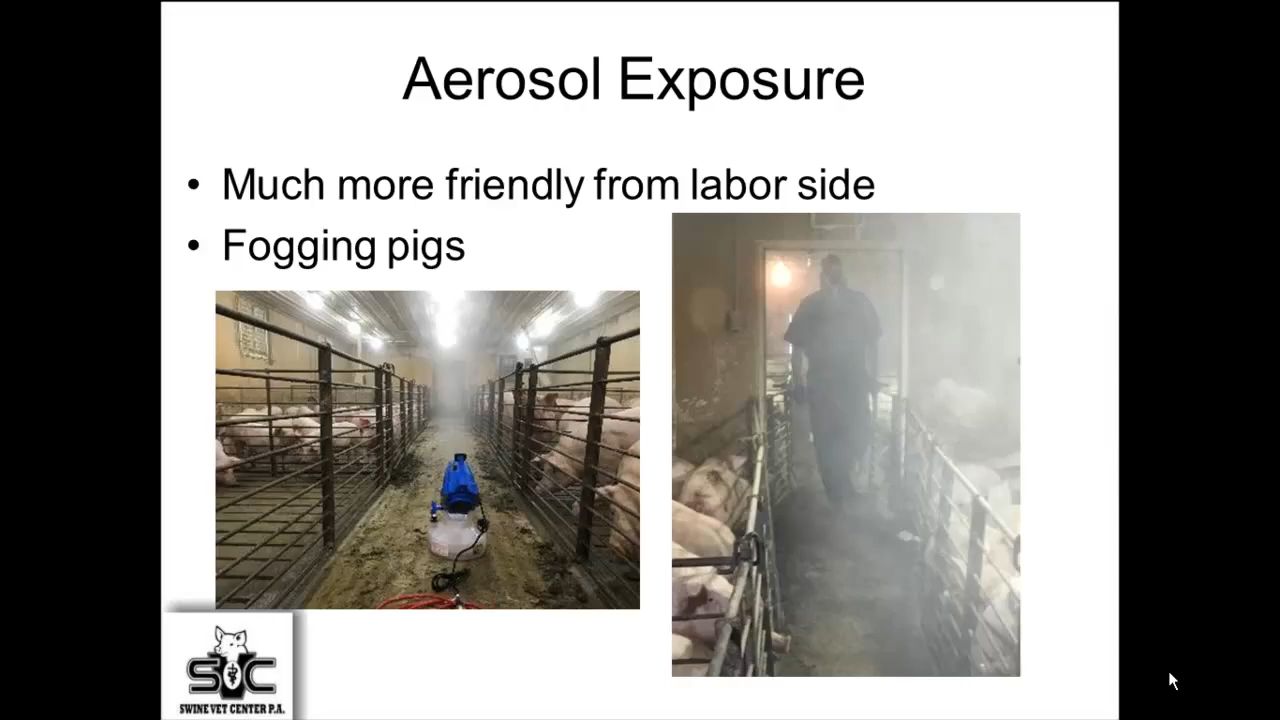 Aerosol Exposure
• Much more friendly from labor side
• Fogging pigs
SVC
SWINE VET CENTER P.A.